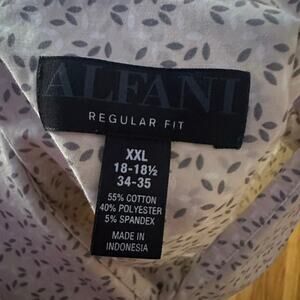 ALFANI
REGULAR FIT
XXL
18-18½
34-35
55% COTTON
40% POLYESTER
5% SPANDEX
MADE IN
INDONESIA